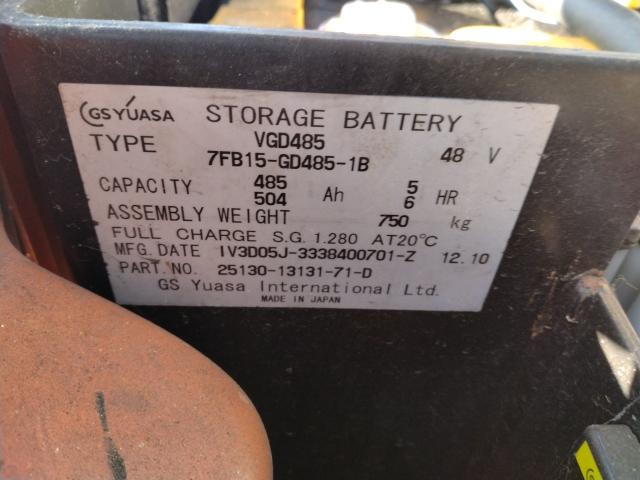 GS YUASA STORAGE BATTERY
TYPE VGD485
7FB15-GD485-1B 48 V
CAPACITY 485 Ah 5 HR
504 6
ASSEMBLY WEIGHT 750 kg
FULL CHARGE S.G. 1.280 AT20℃
MFG. DATE 1V3D05J-3338400701-Z 12.10
PART. NO. 25130-13131-71-D
GS Yuasa International Ltd.
MADE IN JAPAN